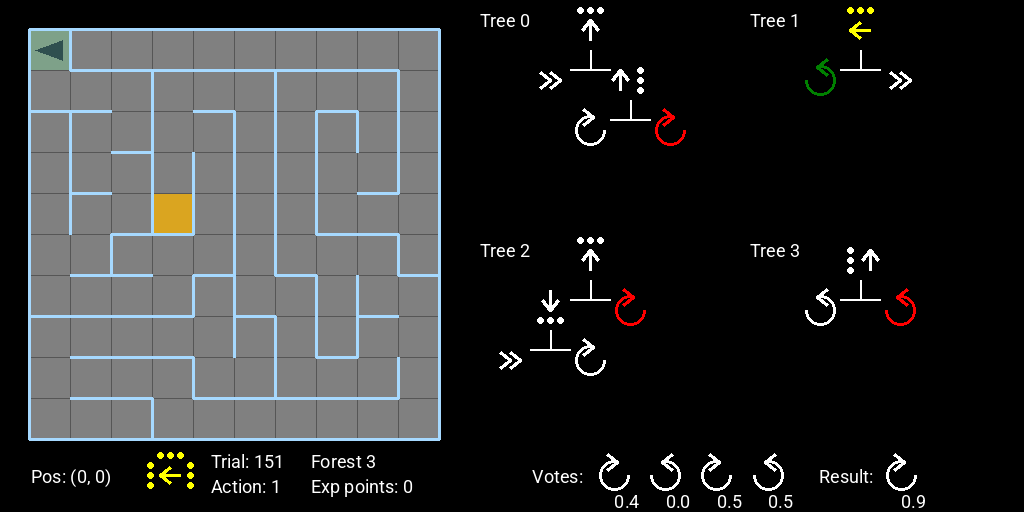 Tree 0
Tree 1
Tree 2
Tree 3
Pos: (0, 0)
Trial: 151
Action: 1
Forest 3
Exp points: 0
Votes:
0.4
0.0
0.5
0.5
Result:
0.9